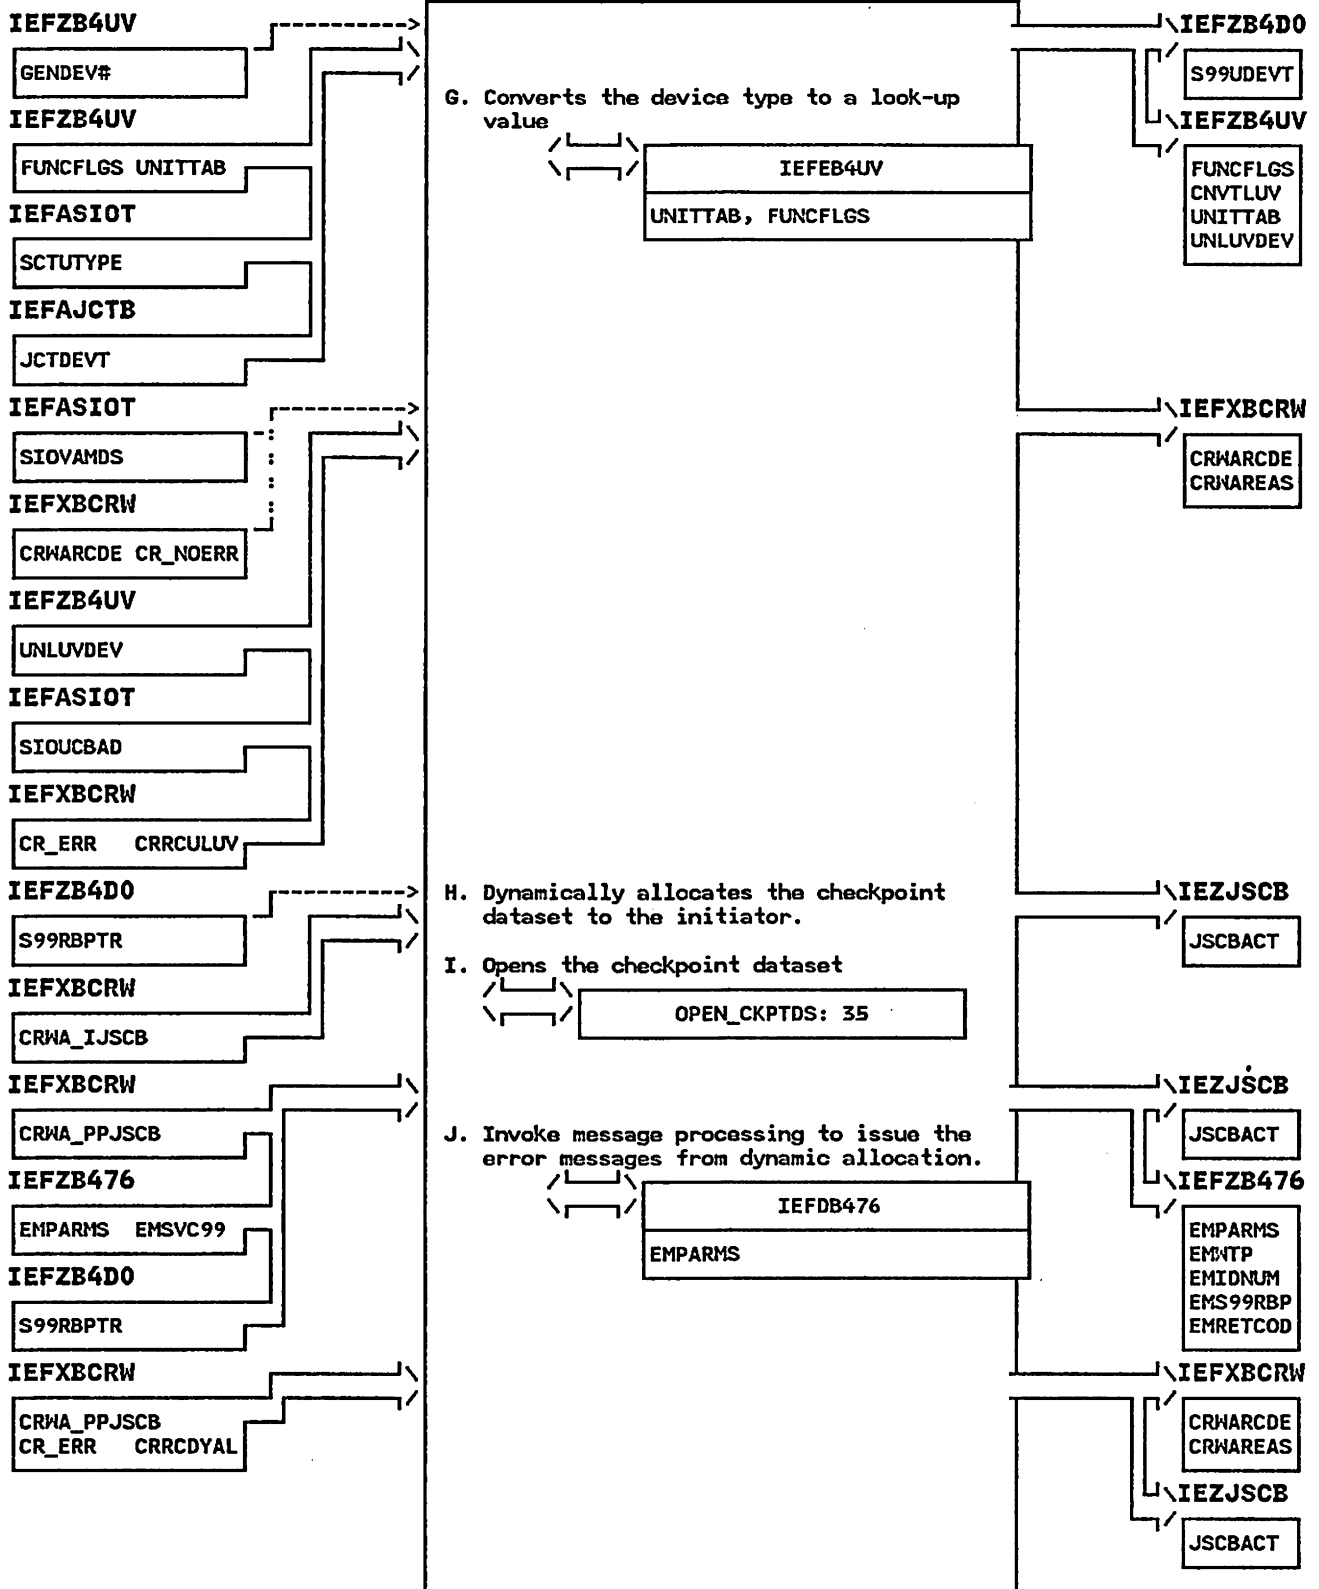 IEFZB4UV
GENDEV#
IEFZB4UV
FUNCFLGS UNITTAB
IEFASIOT
SCTUTYPE
IEFAJCTB
JCTDEVT
IEFASIOT
SIOVAMDS
IEFXBCRW
CRWARCDE CR_NOERR
IEFZB4UV
UNLUVDEV
IEFASIOT
SIOUCBAD
IEFXBCRW
CR_ERR CRRCULUV
IEFZB4D0
S99RBPTR
IEFXBCRW
CRWA_IJSCB
IEFXBCRW
CRWA_PPJSCB
IEFZB476
EMPARMS EMSVC99
IEFZB4D0
S99RBPTR
IEFXBCRW
CRWA_PPJSCB
CR_ERR CRRCDYAL
G. Converts the device type to a look-up
value
IEFEB4UV
UNITTAB, FUNCFLGS
H. Dynamically allocates the checkpoint
dataset to the initiator.
I. Opens the checkpoint dataset
OPEN_CKPTDS: 35
J. Invoke message processing to issue the
error messages from dynamic allocation.
IEFDB476
EMPARMS
IEFZB4D0
S99UDEVT
IEFZB4UV
FUNCFLGS
CNVTLUV
UNITTAB
UNLUVDEV
IEFXBCRW
CRWARCDE
CRWAREAS
IEZJSCB
JSCBACT
IEZJSCB
JSCBACT
IEFZB476
EMPARMS
EMWTP
EMIDNUM
EMS99RBP
EMRETCOD
IEFXBCRW
CRWARCDE
CRWAREAS
IEZJSCB
JSCBACT